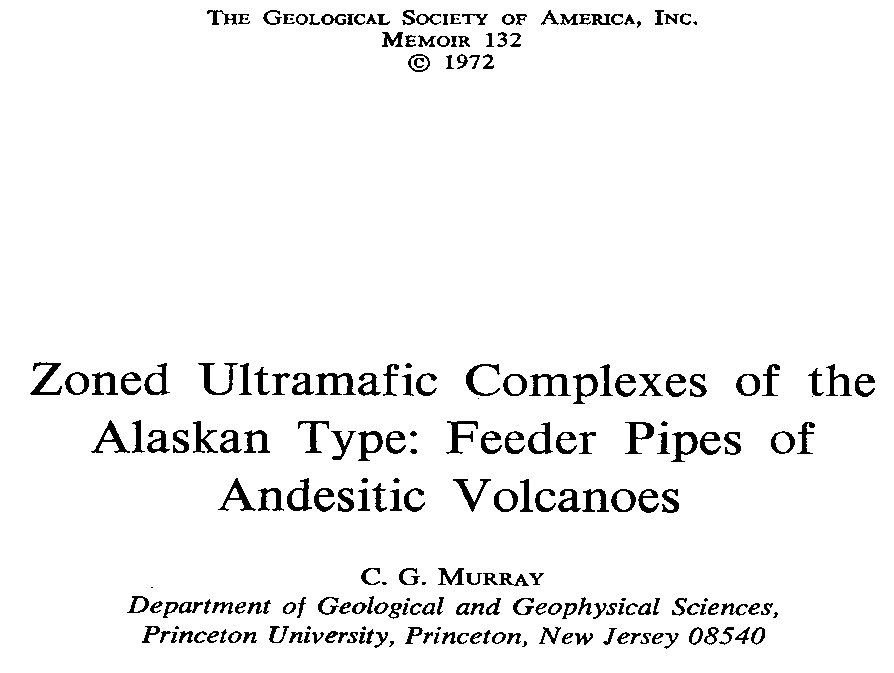 THE GEOLOGICAL SOCIETY OF AMERICA, INC.
MEMOIR 132
© 1972
Zoned Ultramafic Complexes of the
Alaskan Type: Feeder Pipes of
Andesitic Volcanoes
C. G. MURRAY
Department of Geological and Geophysical Sciences,
Princeton University, Princeton, New Jersey 08540